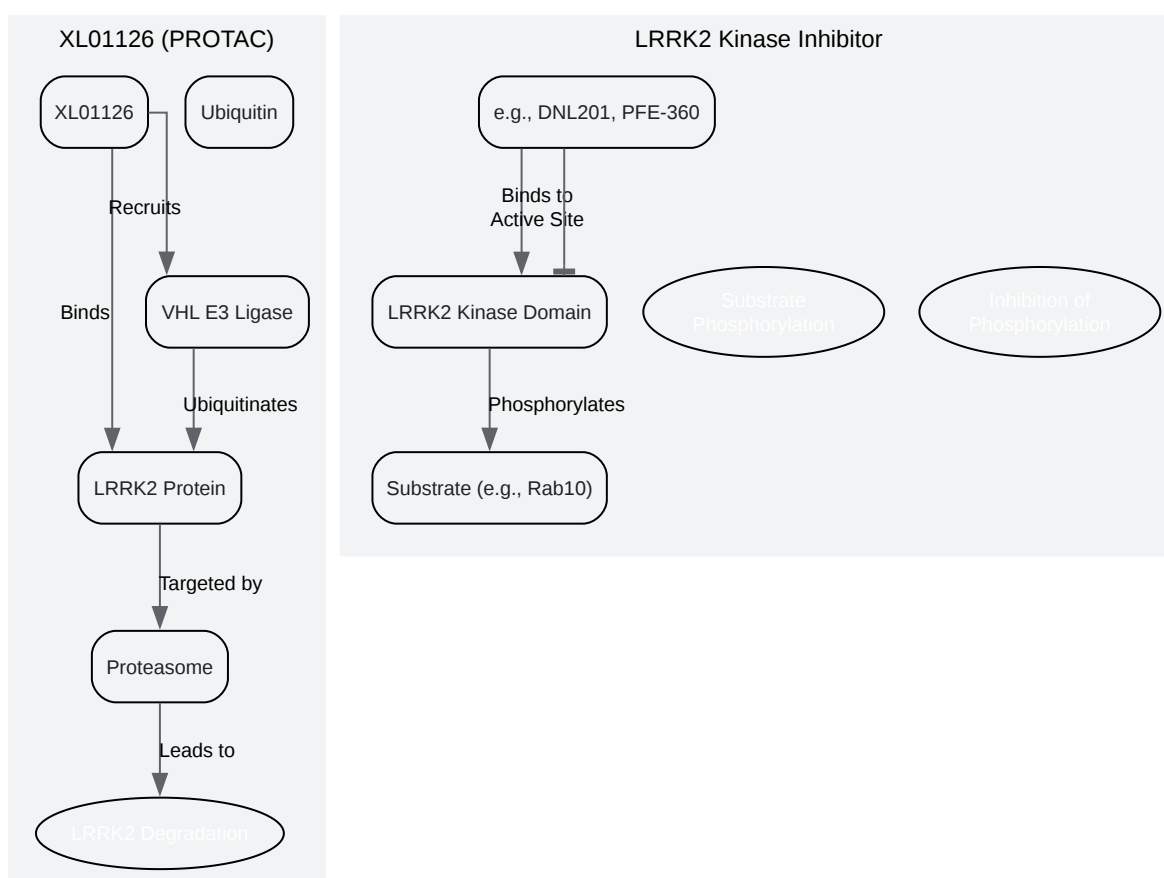 XL01126 (PROTAC)
XL01126
Ubiquitin
Recruits
Binds
VHL E3 Ligase
Ubiquitinates
LRRK2 Protein
Targeted by
Proteasome
Leads to
LRRK2 Degradation
LRRK2 Kinase Inhibitor
e.g., DNL201, PFE-360
Binds to
Active Site
LRRK2 Kinase Domain
Substrate
Phosphorylation
Inhibition of
Phosphorylation
Phosphorylates
Substrate (e.g., Rab10)